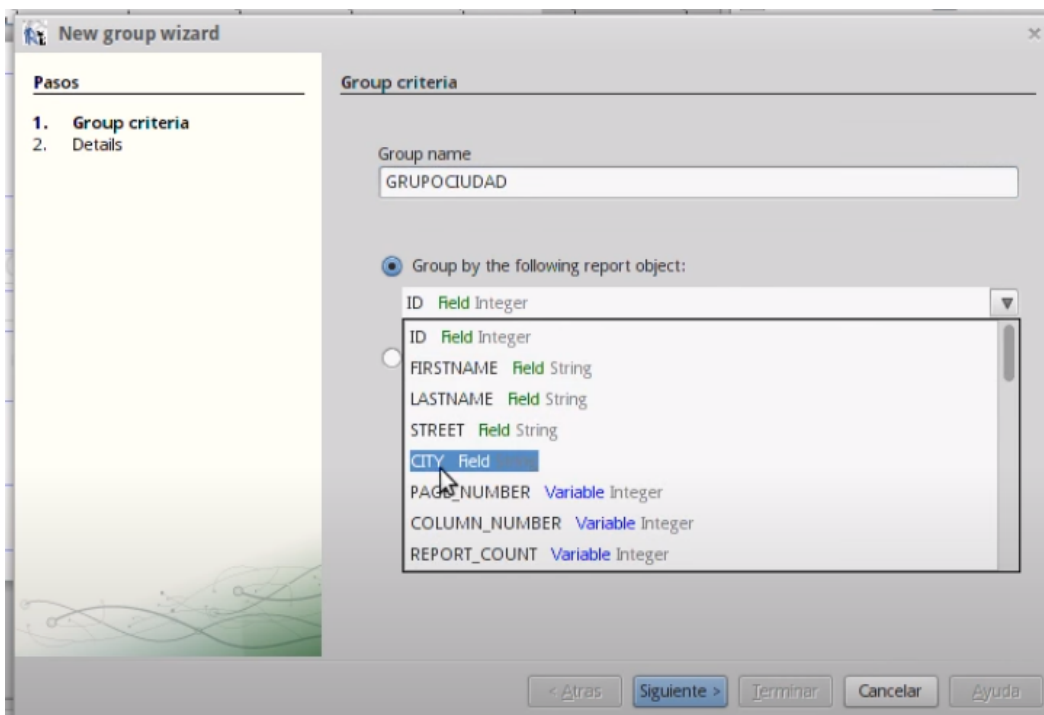 New group wizard
Pasos
1. Group criteria
2. Details
Group criteria
Group name
GRUPOCIUDAD
Group by the following report object:
ID Field Integer
ID Field Integer
FIRSTNAME Field String
LASTNAME Field String
STREET Field String
CITY Field String
PAGE_NUMBER Variable Integer
COLUMN_NUMBER Variable Integer
REPORT_COUNT Variable Integer
< Atras Siguiente > Terminar Cancelar Ayuda